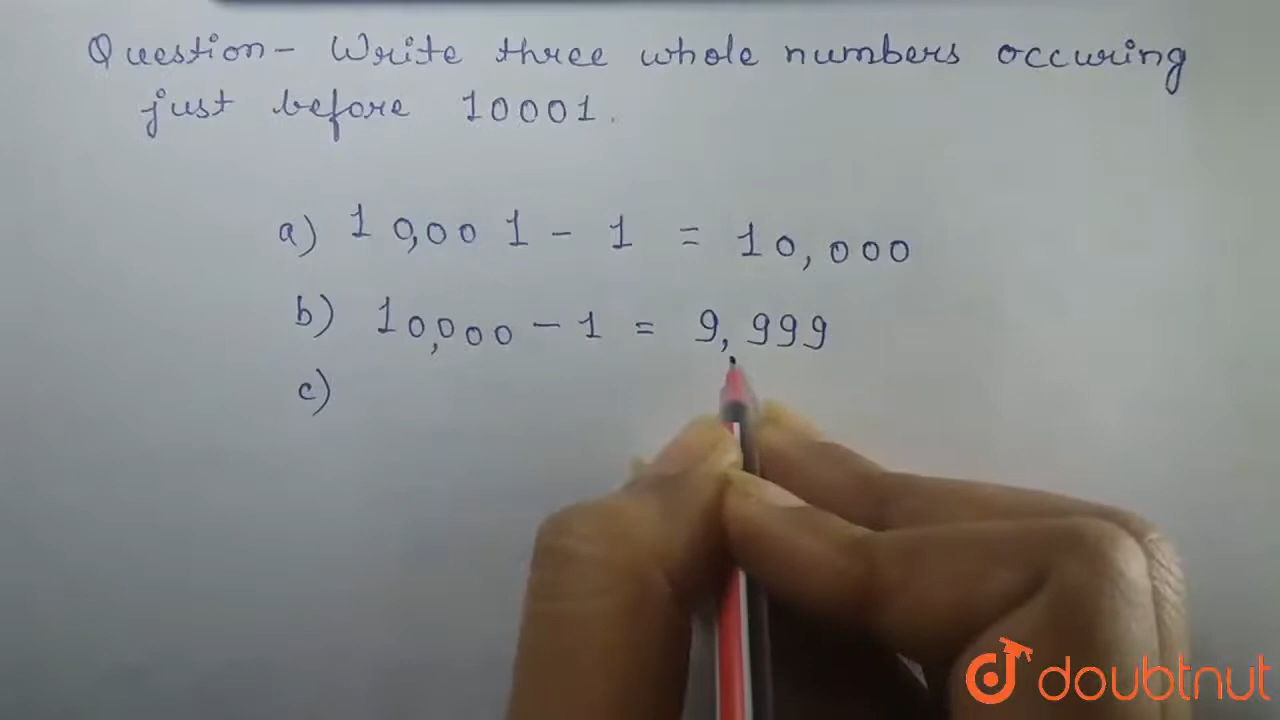 Question- Write three whole numbers occuring
just before 10001.
a) 10,001 - 1 = 10,000
b) 10,000 - 1 = 9,999
c)
doubtnut